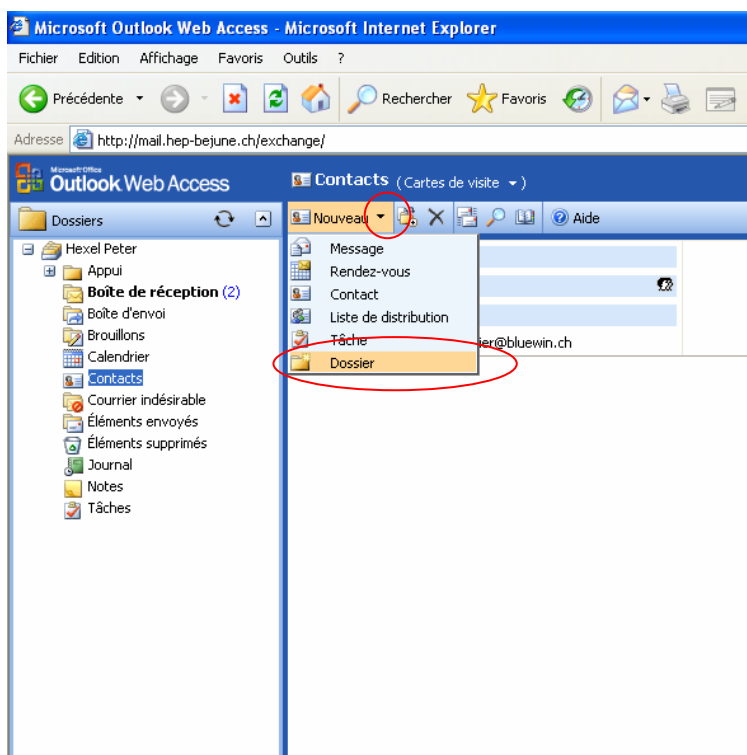 Microsoft Outlook Web Access - Microsoft Internet Explorer
Fichier Edition Affichage Favoris Outils ?
Précédente Rechercher Favoris
Adresse http://mail.hep-bejune.ch/exchange/
Microsoft Office
Outlook Web Access
Contacts (Cartes de visite)
Dossiers
Nouveau Aide
Hexel Peter
Appui
Boîte de réception (2)
Boîte d'envoi
Brouillons
Calendrier
Contacts
Courrier indésirable
Éléments envoyés
Éléments supprimés
Journal
Notes
Tâches
Message
Rendez-vous
Contact
Liste de distribution
Tâche
ier@bluewin.ch
Dossier